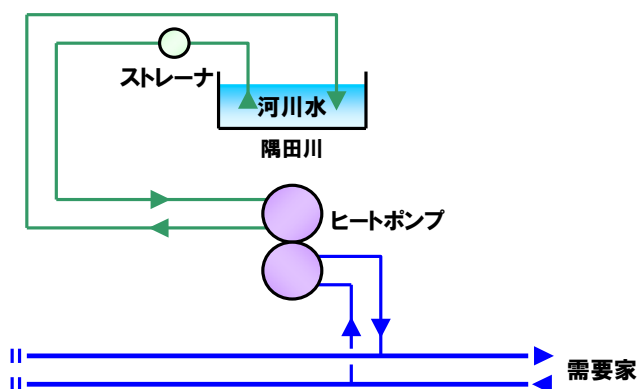 ストレーナ
河川水
隅田川
ヒートポンプ
需要家